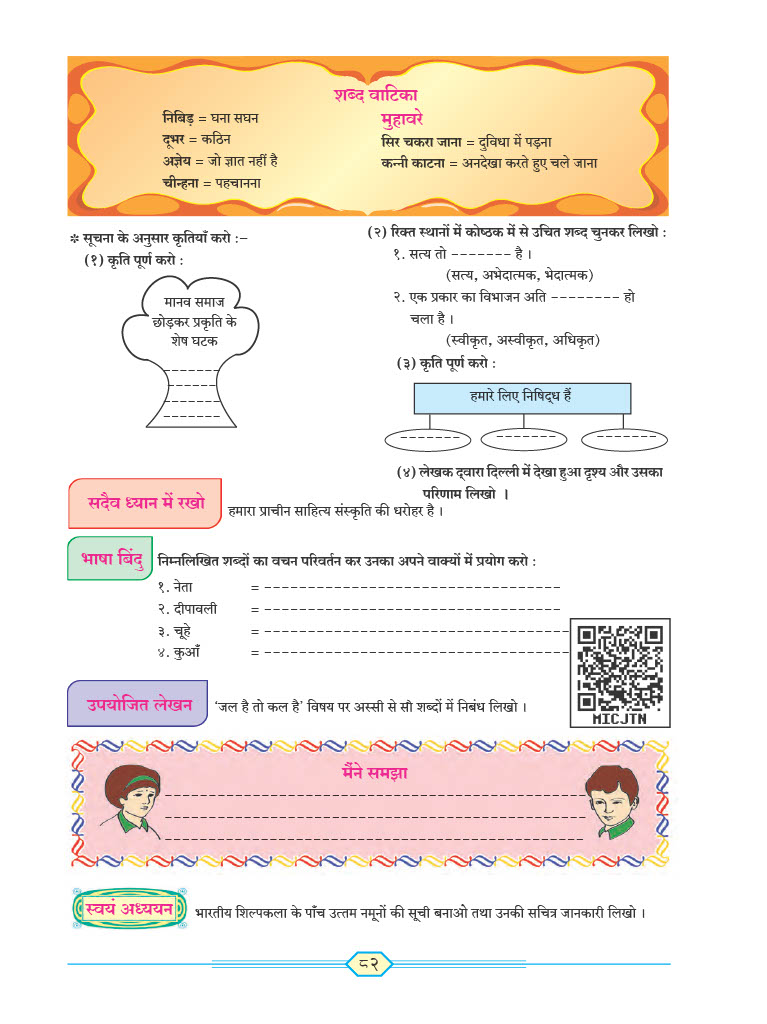 शब्द वाटिका
निबिड़ = घना सघन
दूभर = कठिन
अज्ञेय = जो ज्ञात नहीं है
चीन्हना = पहचानना
मुहावरे
सिर चकरा जाना = दुविधा में पड़ना
कन्नी काटना = अनदेखा करते हुए चले जाना
* सूचना के अनुसार कृतियाँ करो :–
(१) कृति पूर्ण करो :
मानव समाज
छोड़कर प्रकृति के
शेष घटक
-------
------
-------
-------
(२) रिक्त स्थानों में कोष्ठक में से उचित शब्द चुनकर लिखो :
१. सत्य तो ------- है ।
(सत्य, अभेदात्मक, भेदात्मक)
२. एक प्रकार का विभाजन अति -------- हो
चला है ।
(स्वीकृत, अस्वीकृत, अधिकृत)
(३) कृति पूर्ण करो :
हमारे लिए निषिद्ध हैं
------- ------- -------
(४) लेखक द्वारा दिल्ली में देखा हुआ दृश्य और उसका
परिणाम लिखो ।
सदैव ध्यान में रखो
हमारा प्राचीन साहित्य संस्कृति की धरोहर है ।
भाषा बिंदु
निम्नलिखित शब्दों का वचन परिवर्तन कर उनका अपने वाक्यों में प्रयोग करो :
१. नेता = --------------------------------
२. दीपावली = --------------------------------
३. चूहे = ---------------------------------
४. कुआँ = ---------------------------------
MICJTN
उपयोजित लेखन
‘जल है तो कल है’ विषय पर अस्सी से सौ शब्दों में निबंध लिखो ।
मैंने समझा
----------------------------------------------
----------------------------------------------
----------------------------------------------
स्वयं अध्ययन
भारतीय शिल्पकला के पाँच उत्तम नमूनों की सूची बनाओ तथा उनकी सचित्र जानकारी लिखो ।
८२